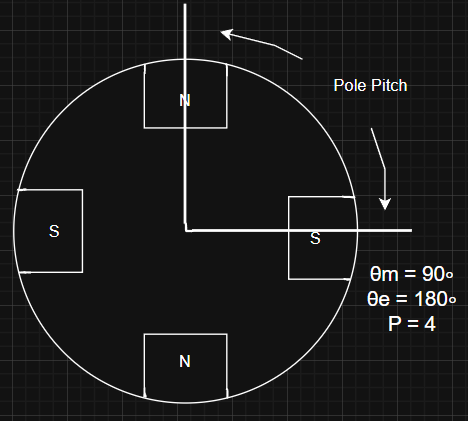 N
Pole Pitch
S
S
θm = 90°
θe = 180°
P = 4
N